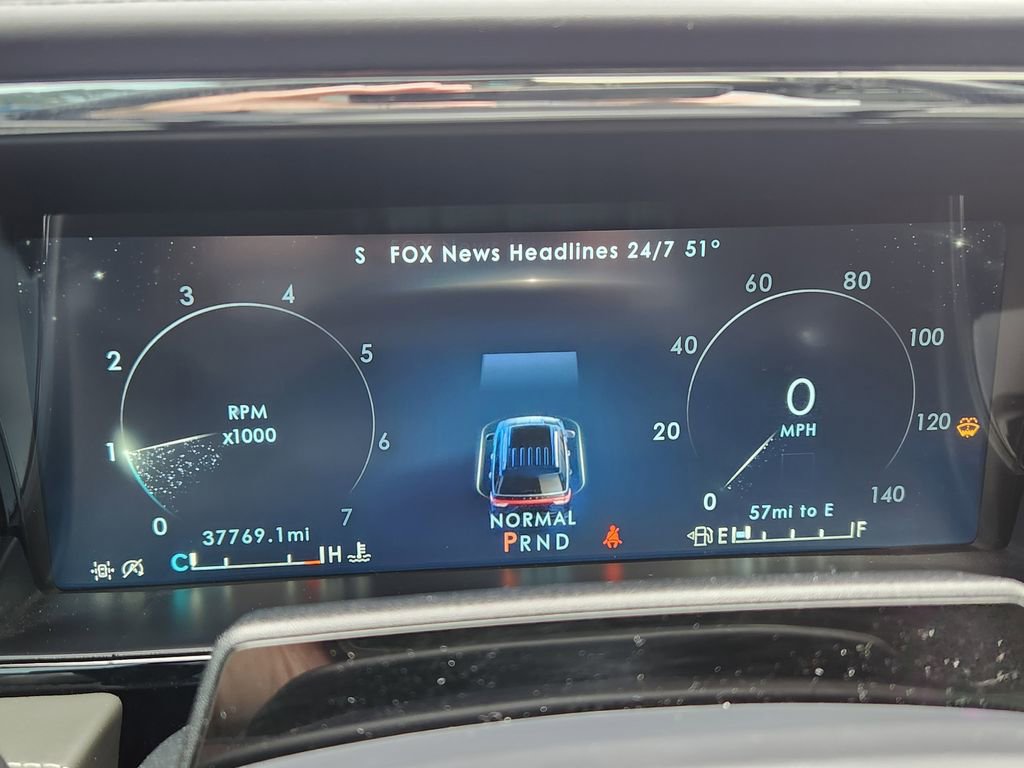 S FOX News Headlines 24/7 51°
0
1
2
3
4
5
6
7
RPM
x1000
37769.1mi
C H
NORMAL
PRND
0
20
40
60
80
100
120
140
0
MPH
57mi to E
E F